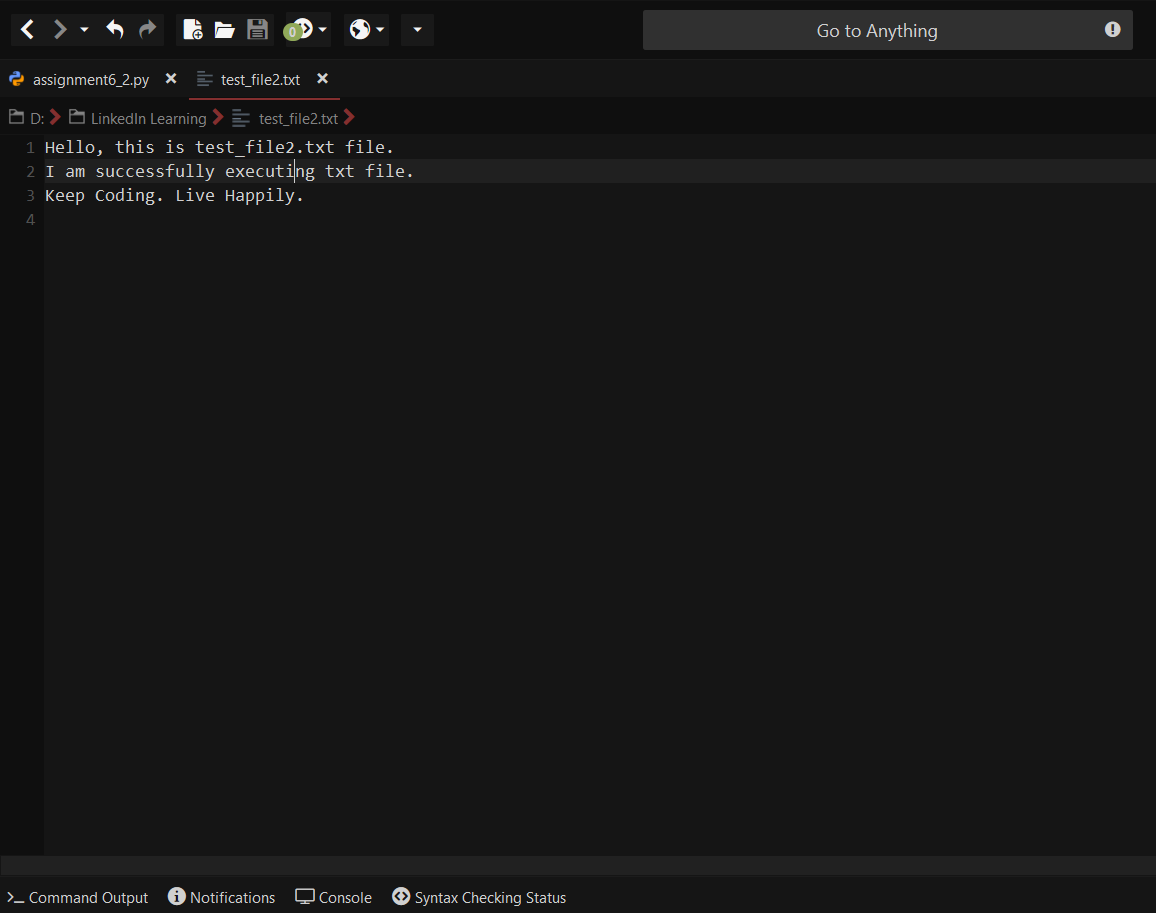 0
Go to Anything
assignment6_2.py
test_file2.txt
D: LinkedIn Learning test_file2.txt
1 Hello, this is test_file2.txt file.
2 I am successfully executing txt file.
3 Keep Coding. Live Happily.
4
Command Output Notifications Console Syntax Checking Status